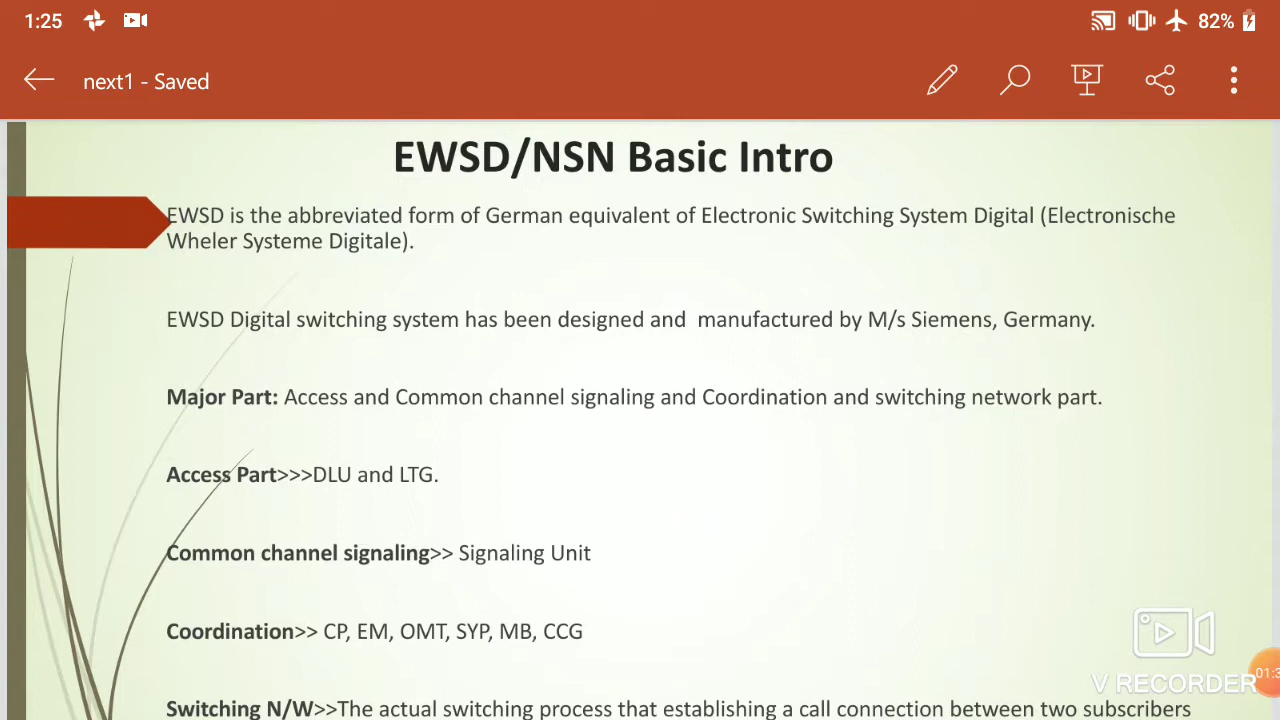 1:25
82%
next1 - Saved
EWSD/NSN Basic Intro
EWSD is the abbreviated form of German equivalent of Electronic Switching System Digital (Electronische
Wheler Systeme Digitale).
EWSD Digital switching system has been designed and  manufactured by M/s Siemens, Germany.
Major Part: Access and Common channel signaling and Coordination and switching network part.
Access Part>>>DLU and LTG.
Common channel signaling>> Signaling Unit
Coordination>> CP, EM, OMT, SYP, MB, CCG
Switching N/W>>The actual switching process that establishing a call connection between two subscribers
V RECORDER